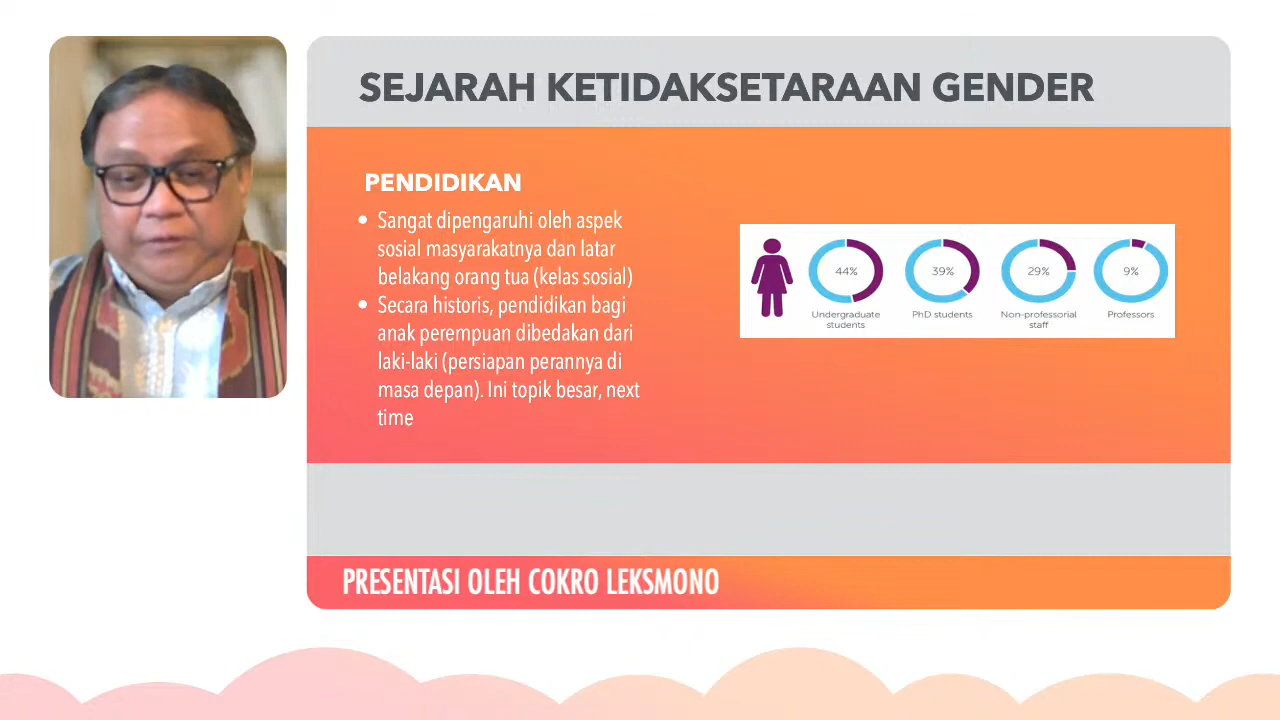 SEJARAH KETIDAKSETARAAN GENDER
PENDIDIKAN
• Sangat dipengaruhi oleh aspek
sosial masyarakatnya dan latar
belakang orang tua (kelas sosial)
• Secara historis, pendidikan bagi
anak perempuan dibedakan dari
laki-laki (persiapan perannya di
masa depan). Ini topik besar, next
time
44%
39%
29%
9%
Undergraduate
students
PhD students
Non-professorial
staff
Professors
PRESENTASI OLEH COKRO LEKSMONO